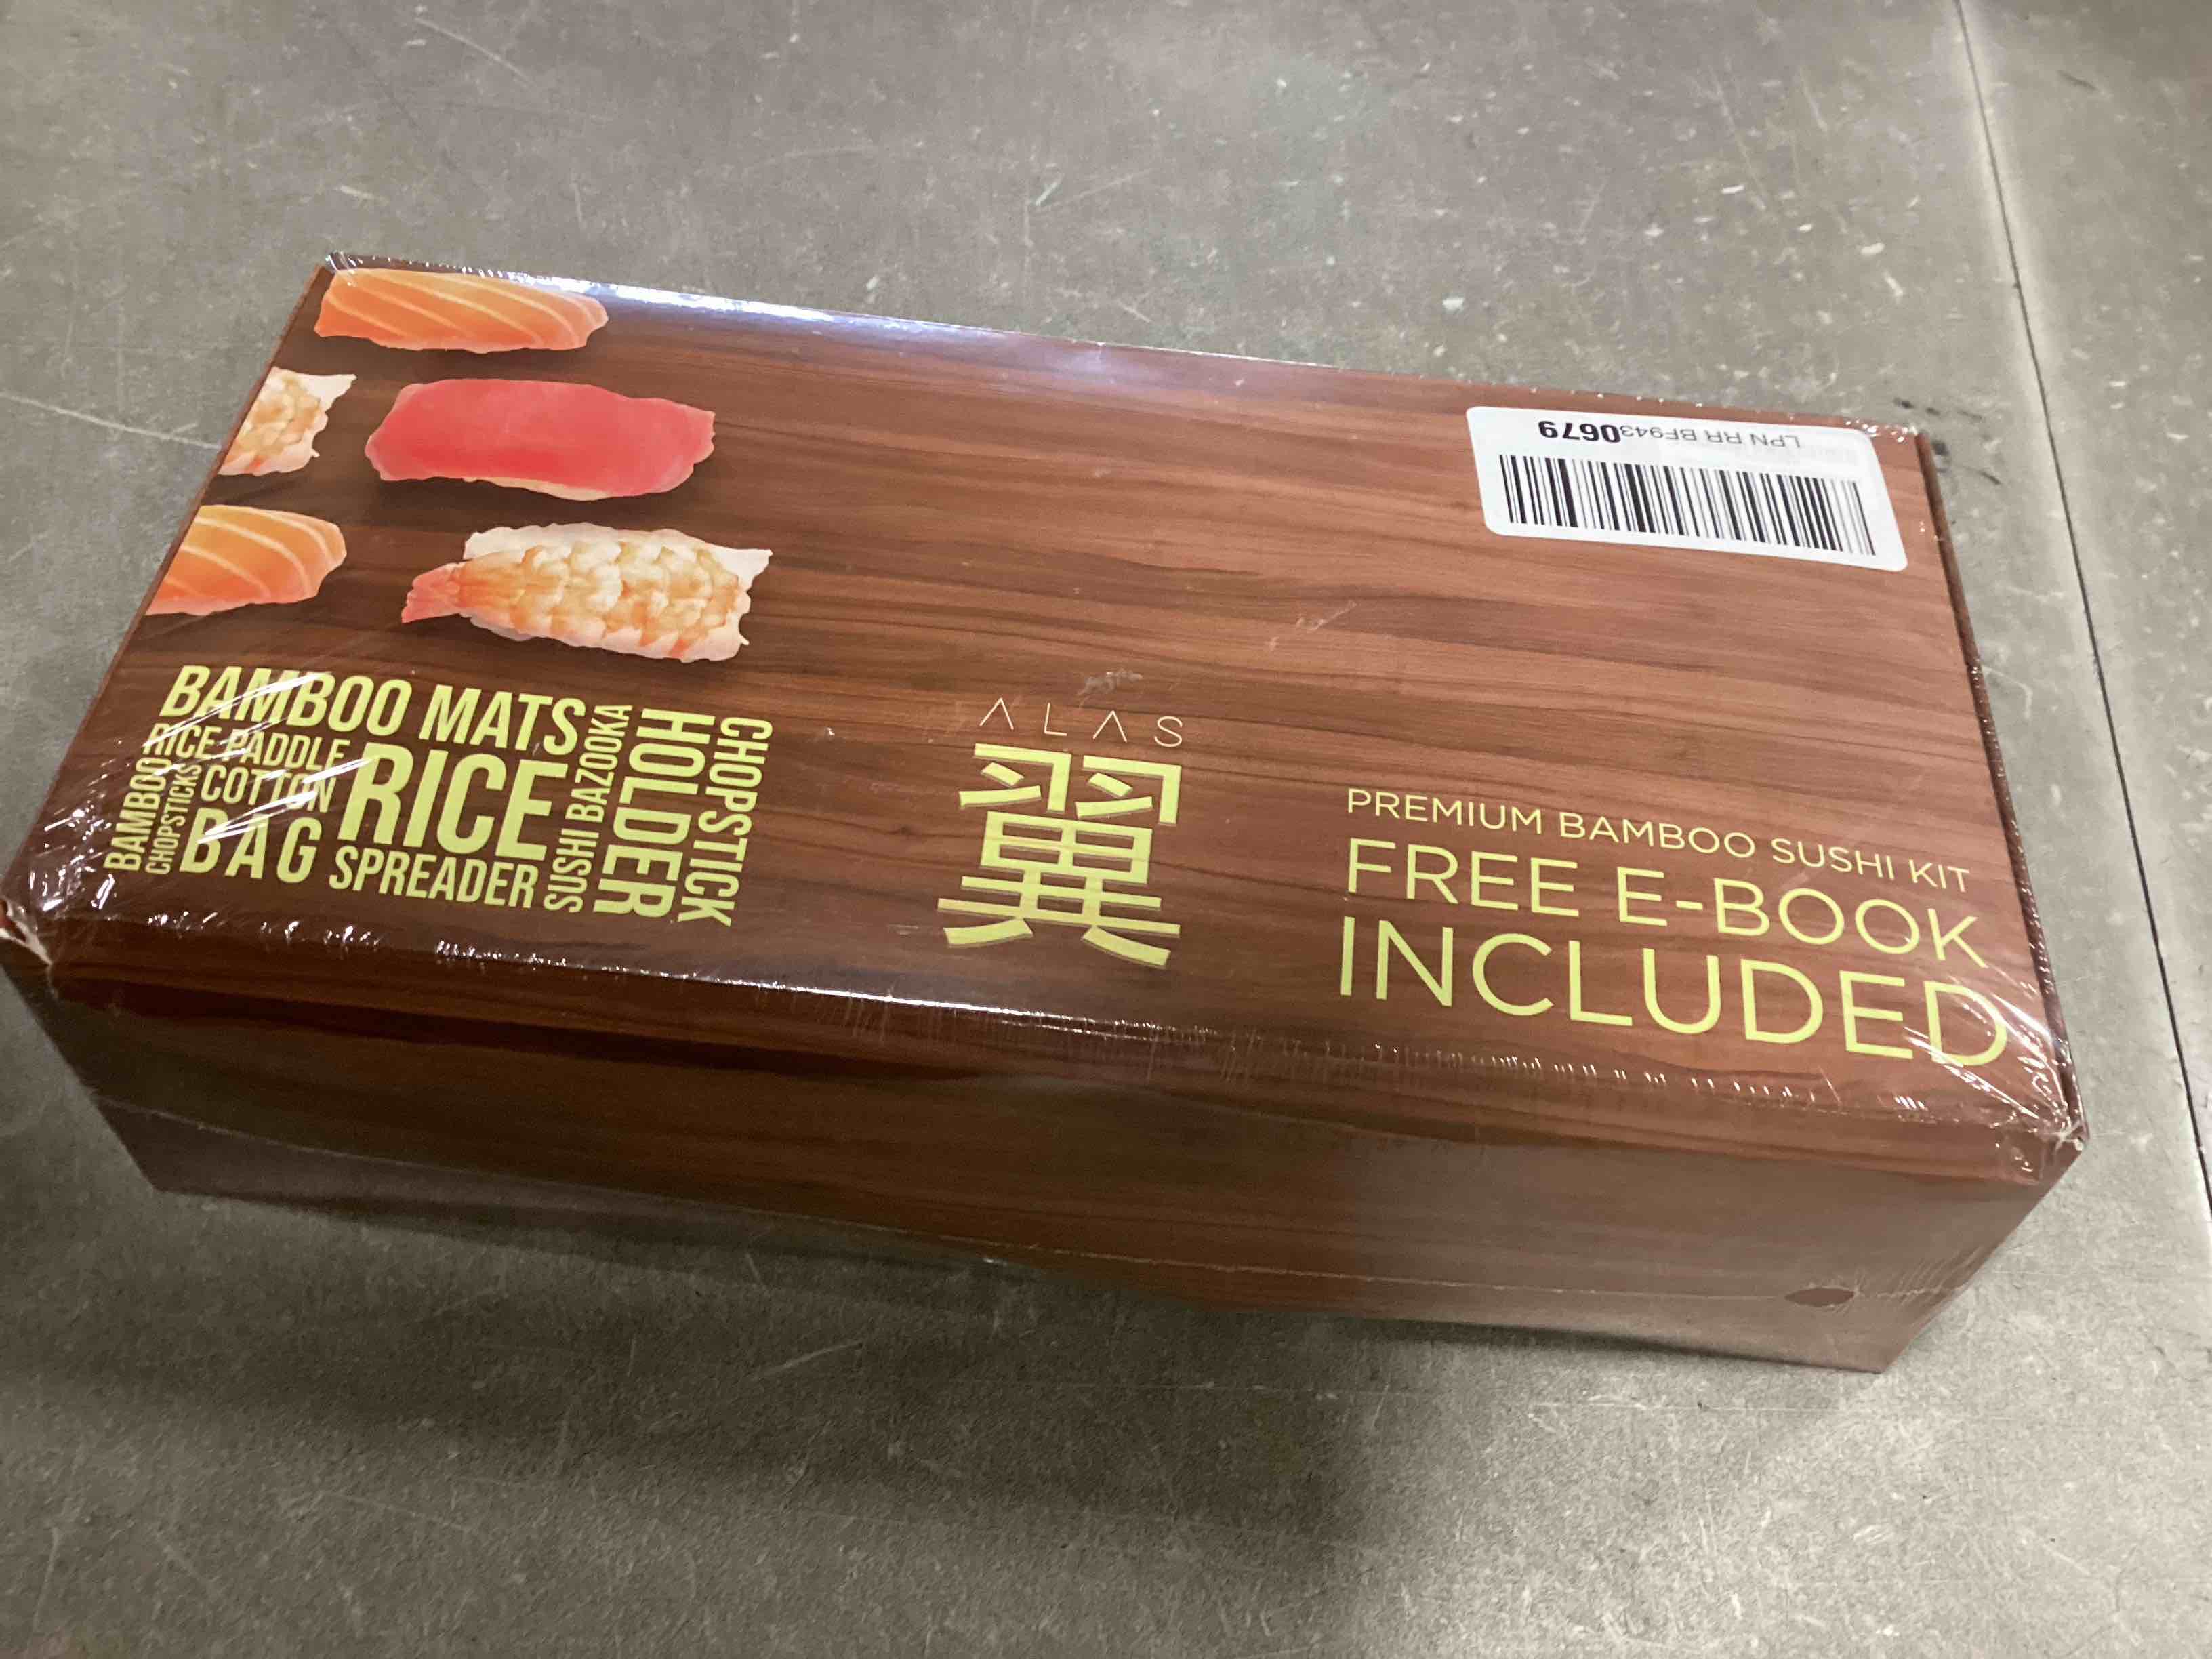 LPN RR BF9430679
BAMBOO MATS
RICE PADDLE
COTTON
BAG
BAMBOO
CHOPSTICKS
RICE
SPREADER
SUSHI BAZOOKA
CHOPSTICK
HOLDER
ALAS
翼
PREMIUM BAMBOO SUSHI KIT
FREE E-BOOK
INCLUDED